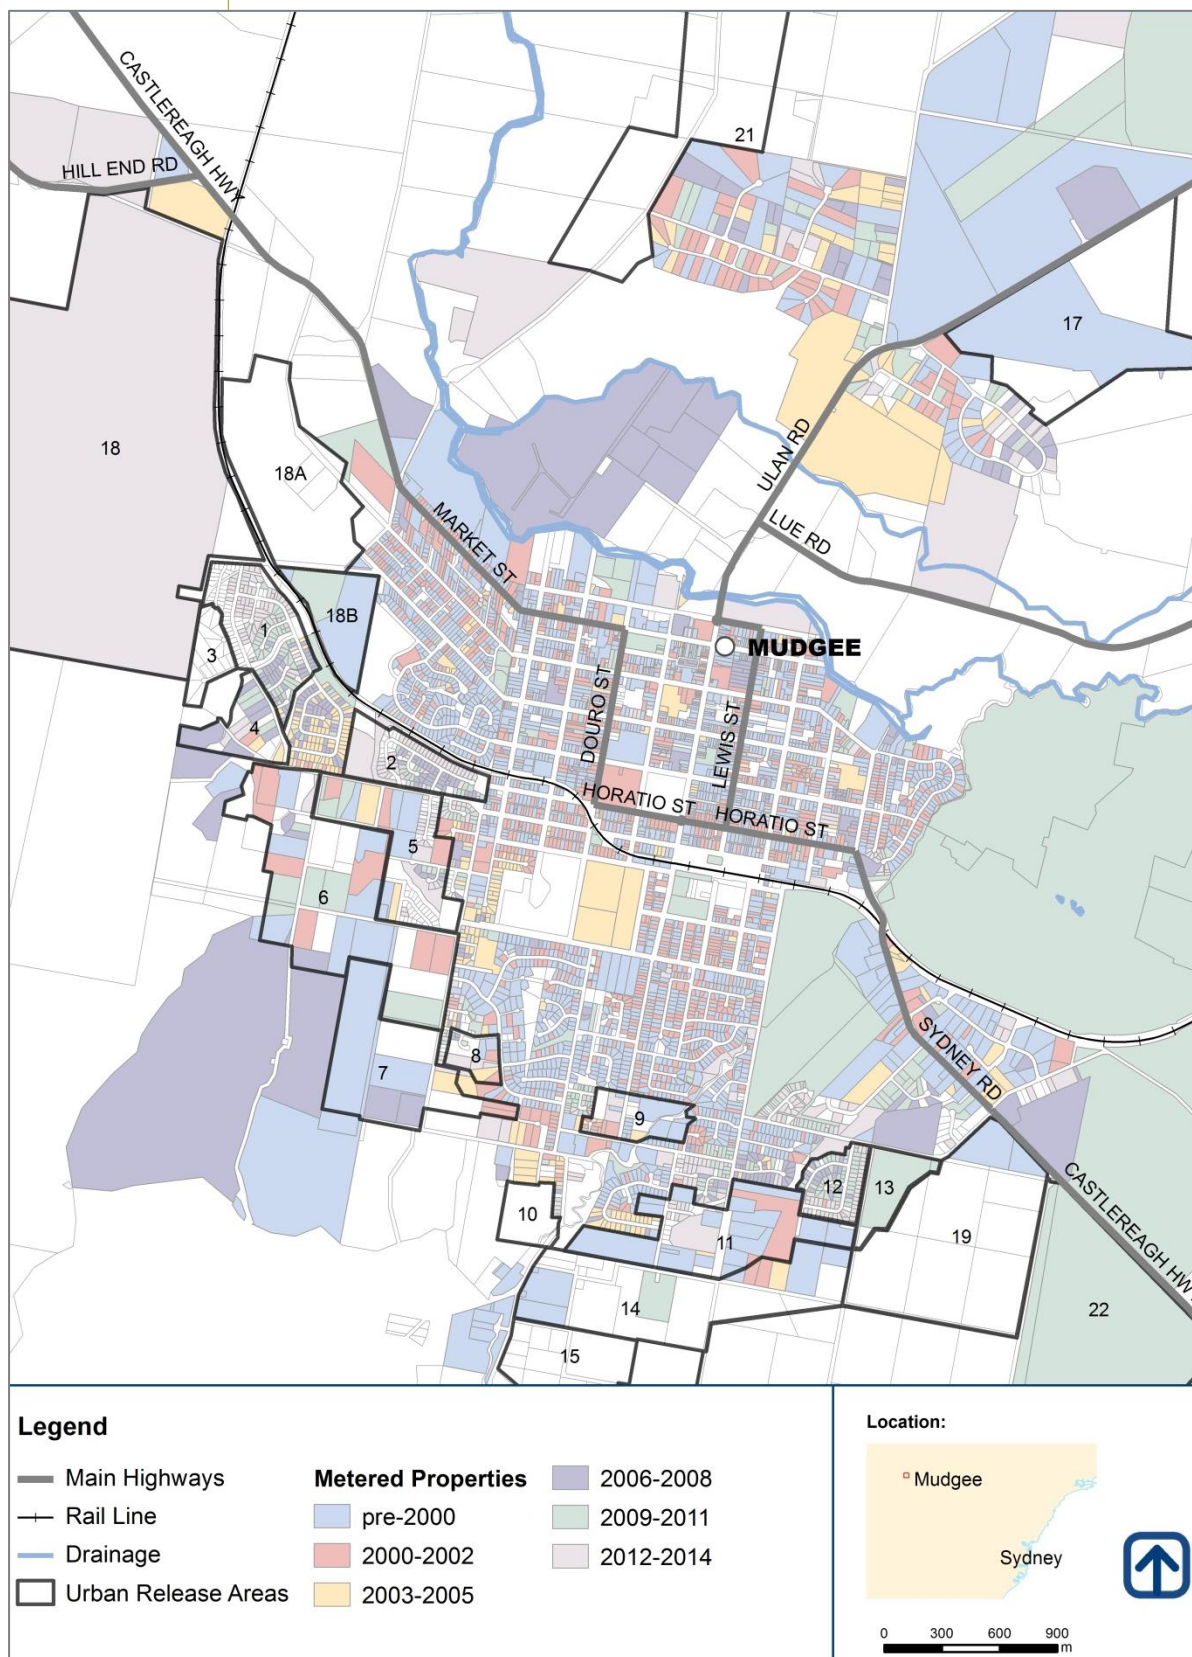 CASTLEREAGH HWY
HILL END RD
21
17
18
18A
ULAN RD
LUE RD
MARKET ST
18B
1
3
MUDGEE
DOURO ST
LEWIS ST
4
2
HORATIO ST
HORATIO ST
5
6
SYDNEY RD
8
7
9
12
13
10
11
19
CASTLEREAGH HWY
14
22
15
Legend
Main Highways
Rail Line
Drainage
Urban Release Areas
Metered Properties
pre-2000
2000-2002
2003-2005
2006-2008
2009-2011
2012-2014
Location:
Mudgee
Sydney
0 300 600 900
m